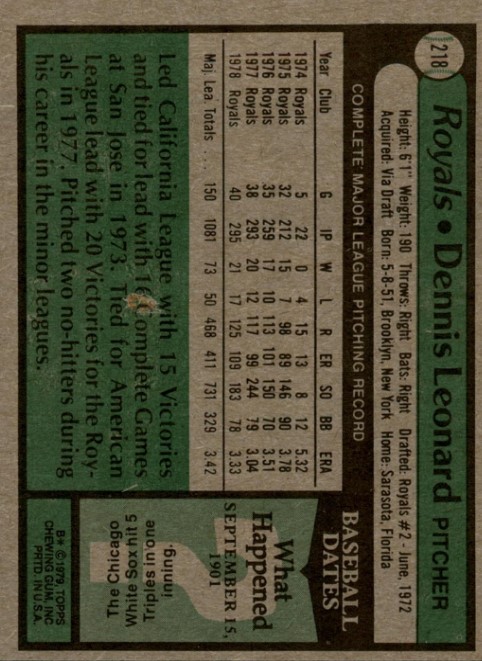 218
Royals • Dennis Leonard PITCHER
Height: 6'1" Weight: 190 Throws: Right Bats: Right Drafted: Royals #2 - June, 1972
Acquired: Via Draft Born: 5-8-51, Brooklyn, New York Home: Sarasota, Florida
COMPLETE MAJOR LEAGUE PITCHING RECORD
Year Club G IP W L R ER SO BB ERA
1974 Royals 5 22 0 4 15 13 8 12 5.32
1975 Royals 32 212 15 7 98 89 146 90 3.78
1976 Royals 35 259 17 10 113 101 150 70 3.51
1977 Royals 38 293 20 12 117 99 244 79 3.04
1978 Royals 40 295 21 17 125 109 183 78 3.33
Maj. Lea. Totals . . . 150 1081 73 50 468 411 731 329 3.42
Led California League with 15 Victories
and tied for lead with 16 Complete Games
at San Jose in 1973. Tied for American
League lead with 20 Victories for the Roy-
als in 1977. Pitched two no-hitters during
his career in the minor leagues.
BASEBALL
DATES
?
What
Happened
SEPTEMBER 15,
1901
The Chicago
White Sox hit 5
Triples in one
inning.
B* © 1979 TOPPS
CHEWING GUM, INC.
PRTD. IN U.S.A.